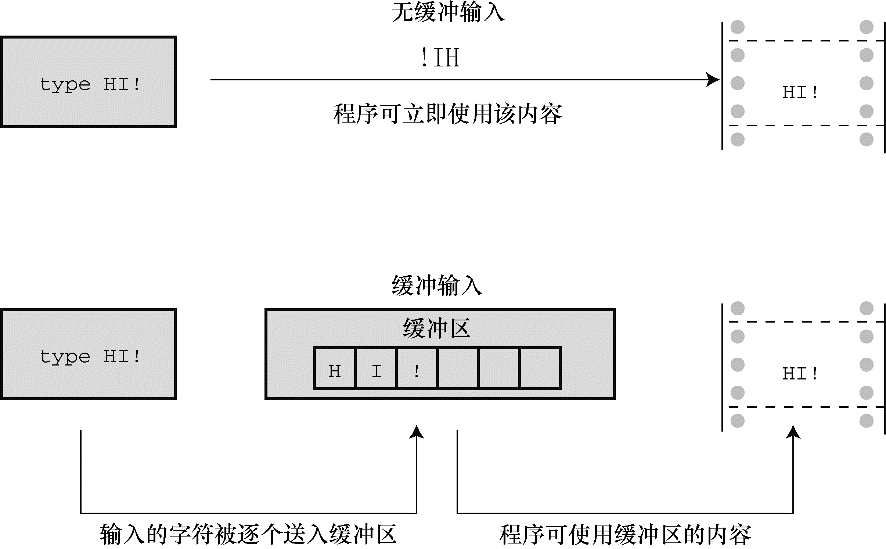 无缓冲输入
type HI!
!IH
HI!
程序可立即使用该内容
缓冲输入
缓冲区
type HI!
H I !
HI!
输入的字符被逐个送入缓冲区
程序可使用缓冲区的内容